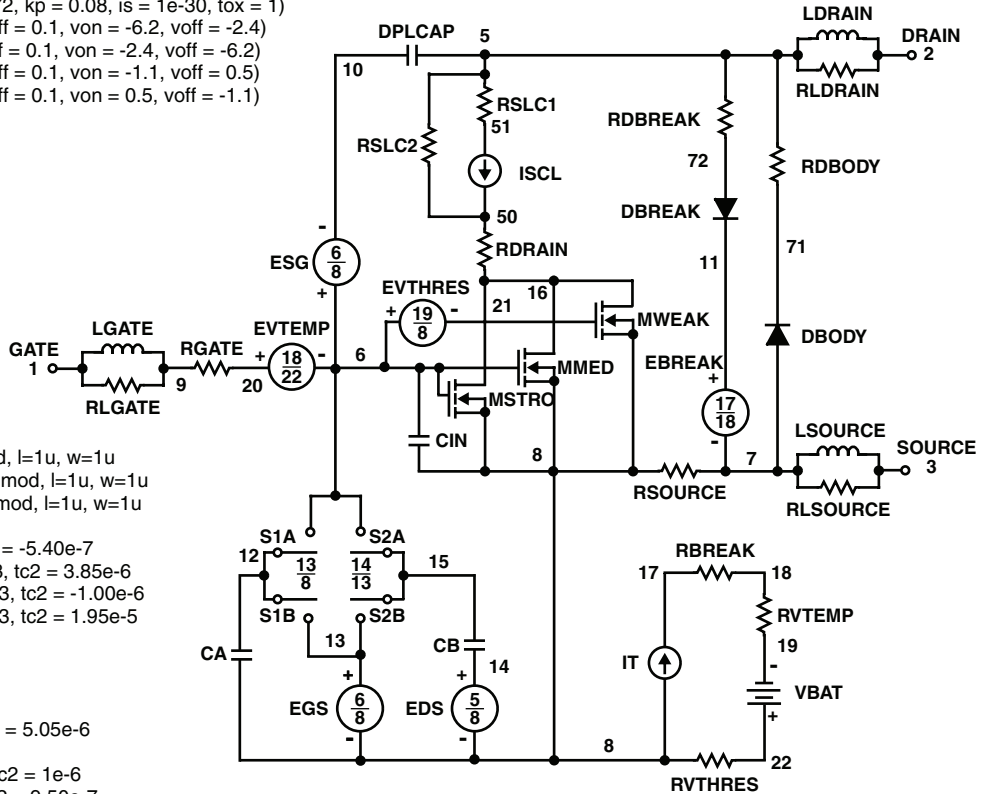 72, kp = 0.08, is = 1e-30, tox = 1)
off = 0.1, von = -6.2, voff = -2.4)
f = 0.1, von = -2.4, voff = -6.2)
ff = 0.1, von = -1.1, voff = 0.5)
ff = 0.1, von = 0.5, voff = -1.1)
DPLCAP
5
10
LDRAIN
DRAIN
2
RLDRAIN
RSLC1
51
RSLC2
ISCL
50
RDRAIN
RDBREAK
72
DBREAK
11
RDBODY
71
DBODY
-
ESG
6
8
+
EVTHRES
+
19
8
-
21
16
MWEAK
MMED
MSTRO
EBREAK
+
17
18
-
LGATE
GATE
1
RLGATE
9
RGATE
20
EVTEMP
+
18
22
-
6
CIN
8
RSOURCE
7
LSOURCE
SOURCE
3
RLSOURCE
d, l=1u, w=1u
mod, l=1u, w=1u
mod, l=1u, w=1u
= -5.40e-7
3, tc2 = 3.85e-6
3, tc2 = -1.00e-6
3, tc2 = 1.95e-5
= 5.05e-6
c2 = 1e-6
S1A
S2A
12
13
8
14
13
15
S1B
S2B
13
CA
CB
14
+
EGS
6
8
-
+
EDS
5
8
-
8
RBREAK
17
18
RVTEMP
19
IT
-
VBAT
+
22
RVTHRES